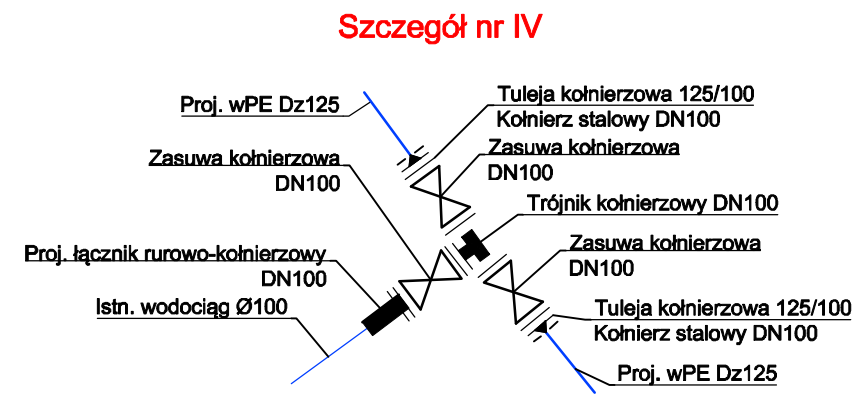 Szczegół nr IV
Proj. wPE Dz125
Tuleja kołnierzowa 125/100
Kołnierz stalowy DN100
Zasuwa kołnierzowa
DN100
Zasuwa kołnierzowa
DN100
Trójnik kołnierzowy DN100
Proj. łącznik rurowo-kołnierzowy
DN100
Zasuwa kołnierzowa
DN100
Istn. wodociąg Ø100
Tuleja kołnierzowa 125/100
Kołnierz stalowy DN100
Proj. wPE Dz125